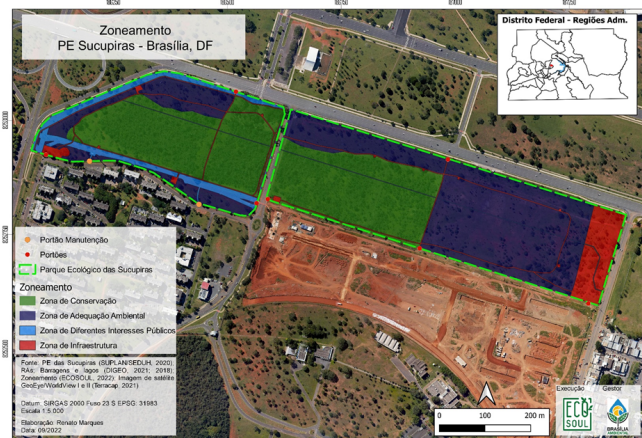 Zoneamento
PE Sucupiras - Brasília, DF
Distrito Federal - Regiões Adm.
Portão Manutenção
Portões
Parque Ecológico das Sucupiras
Zoneamento
Zona de Conservação
Zona de Adequação Ambiental
Zona de Diferentes Interesses Públicos
Zona de Infraestrutura
Fonte: PE das Sucupiras (SUPLAN/SEDUH, 2020)
RAs, Barragens e lagos (DIGEO, 2021; 2018)
Zoneamento (ECOSOUL, 2022) Imagem de satélite
GeoEye/WorldView I e II (Terracap, 2021)
Datum: SIRGAS 2000 Fuso 23 S EPSG: 31983
Escala 1:5.000
Elaboração: Renato Marques
Data: 09/2022
0 100 200 m
Execução
Gestor
ECO
SOUL
BRASÍLIA
AMBIENTAL